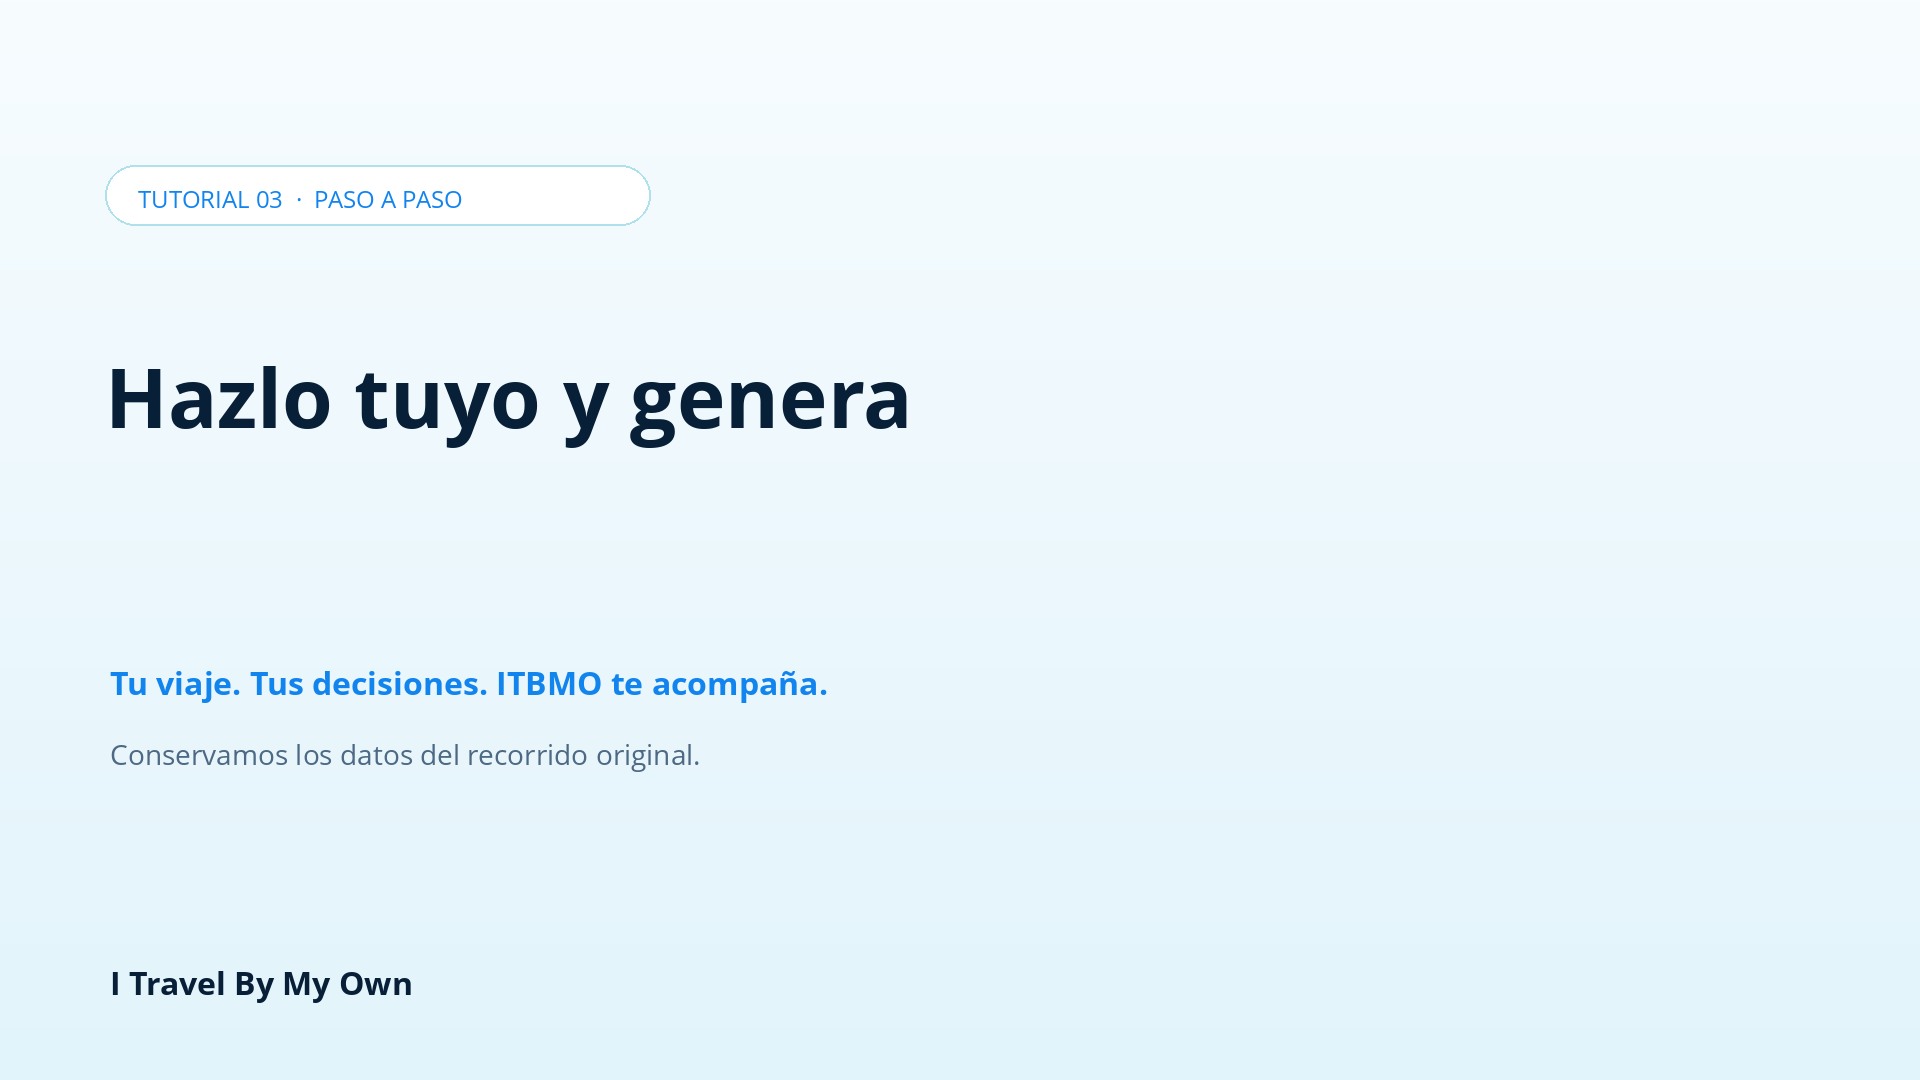 TUTORIAL 03 · PASO A PASO
Hazlo tuyo y genera
Tu viaje. Tus decisiones. ITBMO te acompaña.
Conservamos los datos del recorrido original.
I Travel By My Own